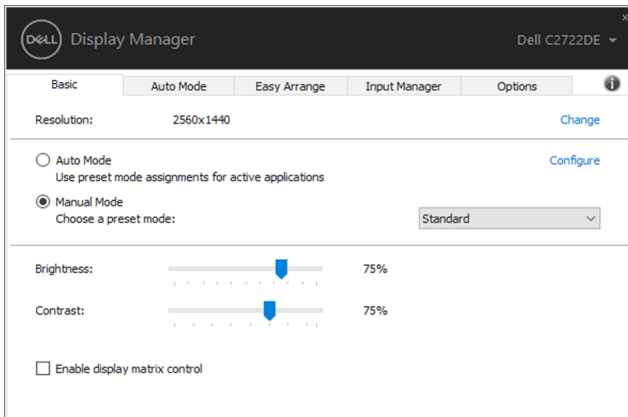 x
DELL Display Manager
Dell C2722DE
Basic Auto Mode Easy Arrange Input Manager Options i
Resolution: 2560x1440 Change
Auto Mode Configure
Use preset mode assignments for active applications
Manual Mode
Choose a preset mode: Standard
Brightness: 75%
Contrast: 75%
Enable display matrix control